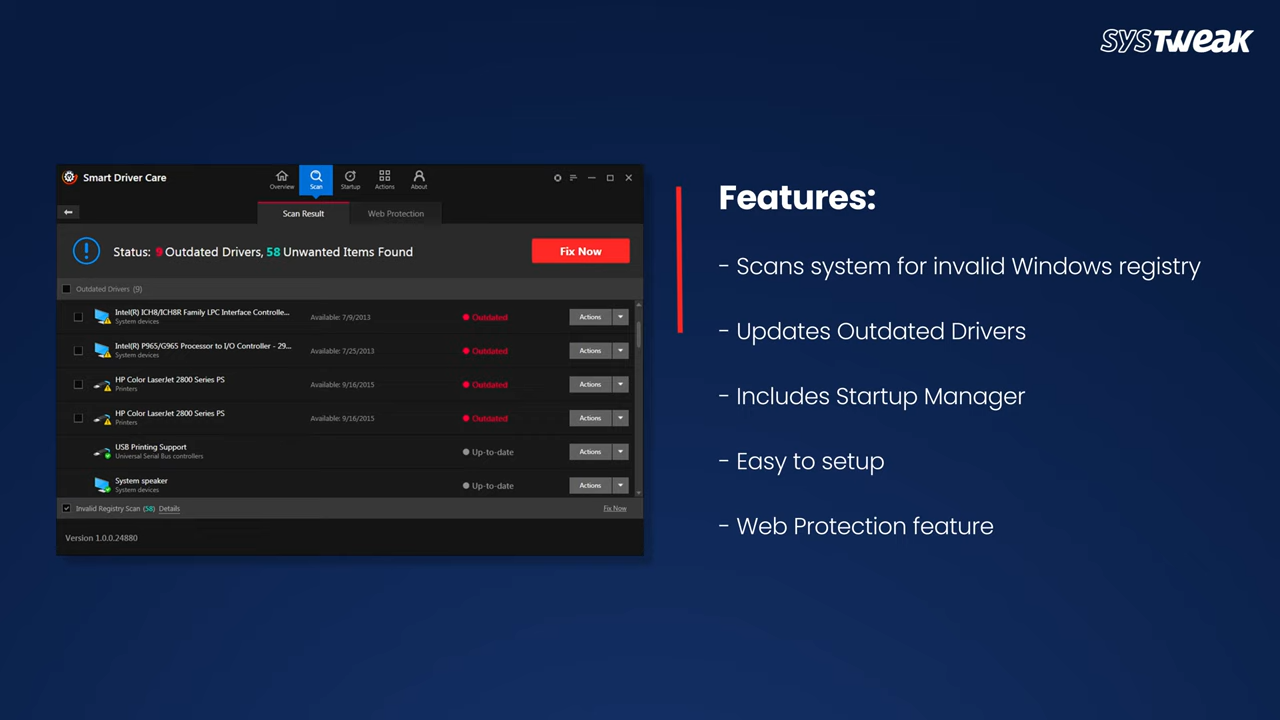 SYSTWEAK
Smart Driver Care
Overview
Scan
Startup
Actions
About
Scan Result
Web Protection
Status: 9 Outdated Drivers, 58 Unwanted Items Found
Fix Now
Outdated Drivers (9)
Intel(R) ICH8/ICH8R Family LPC Interface Controlle...
System devices
Available: 7/9/2013
Outdated
Actions
Intel(R) P965/G965 Processor to I/O Controller - 29...
System devices
Available: 7/25/2013
Outdated
Actions
HP Color LaserJet 2800 Series PS
Printers
Available: 9/16/2015
Outdated
Actions
HP Color LaserJet 2800 Series PS
Printers
Available: 9/16/2015
Outdated
Actions
USB Printing Support
Universal Serial Bus controllers
Up-to-date
Actions
System speaker
System devices
Up-to-date
Actions
Invalid Registry Scan (58) Details
Fix Now
Version 1.0.0.24880
Features:
- Scans system for invalid Windows registry
- Updates Outdated Drivers
- Includes Startup Manager
- Easy to setup
- Web Protection feature